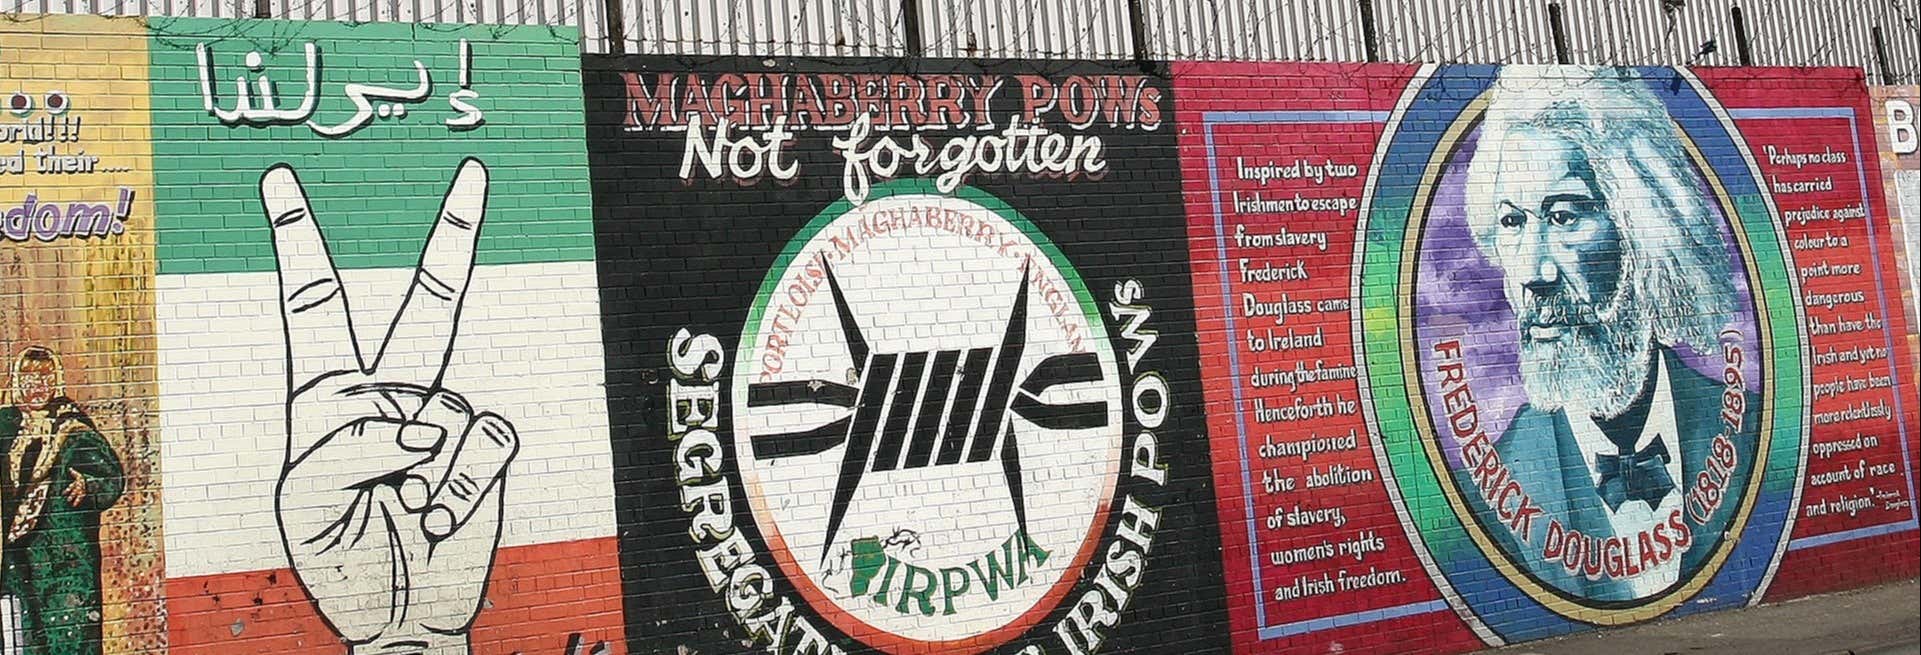 orld!!!
ed their....
edom!
إيرلندا
MAGHABERRY POWs
Not forgotten
PORTLOISE · MAGHABERRY · ENGLAND
IRPWA
SEGREGAT IRISH POWs
Inspired by two
Irishmen to escape
from slavery
Frederick
Douglass came
to Ireland
during the famine
Henceforth he
championed
the abolition
of slavery,
women's rights
and Irish freedom.
FREDERICK DOUGLASS (1818-1895)
'Perhaps no class
has carried
prejudice against
colour to a
point more
dangerous
than have the
Irish and yet no
people have been
more relentlessly
oppressed on
account of race
and religion.' -Frederick
Douglass
B